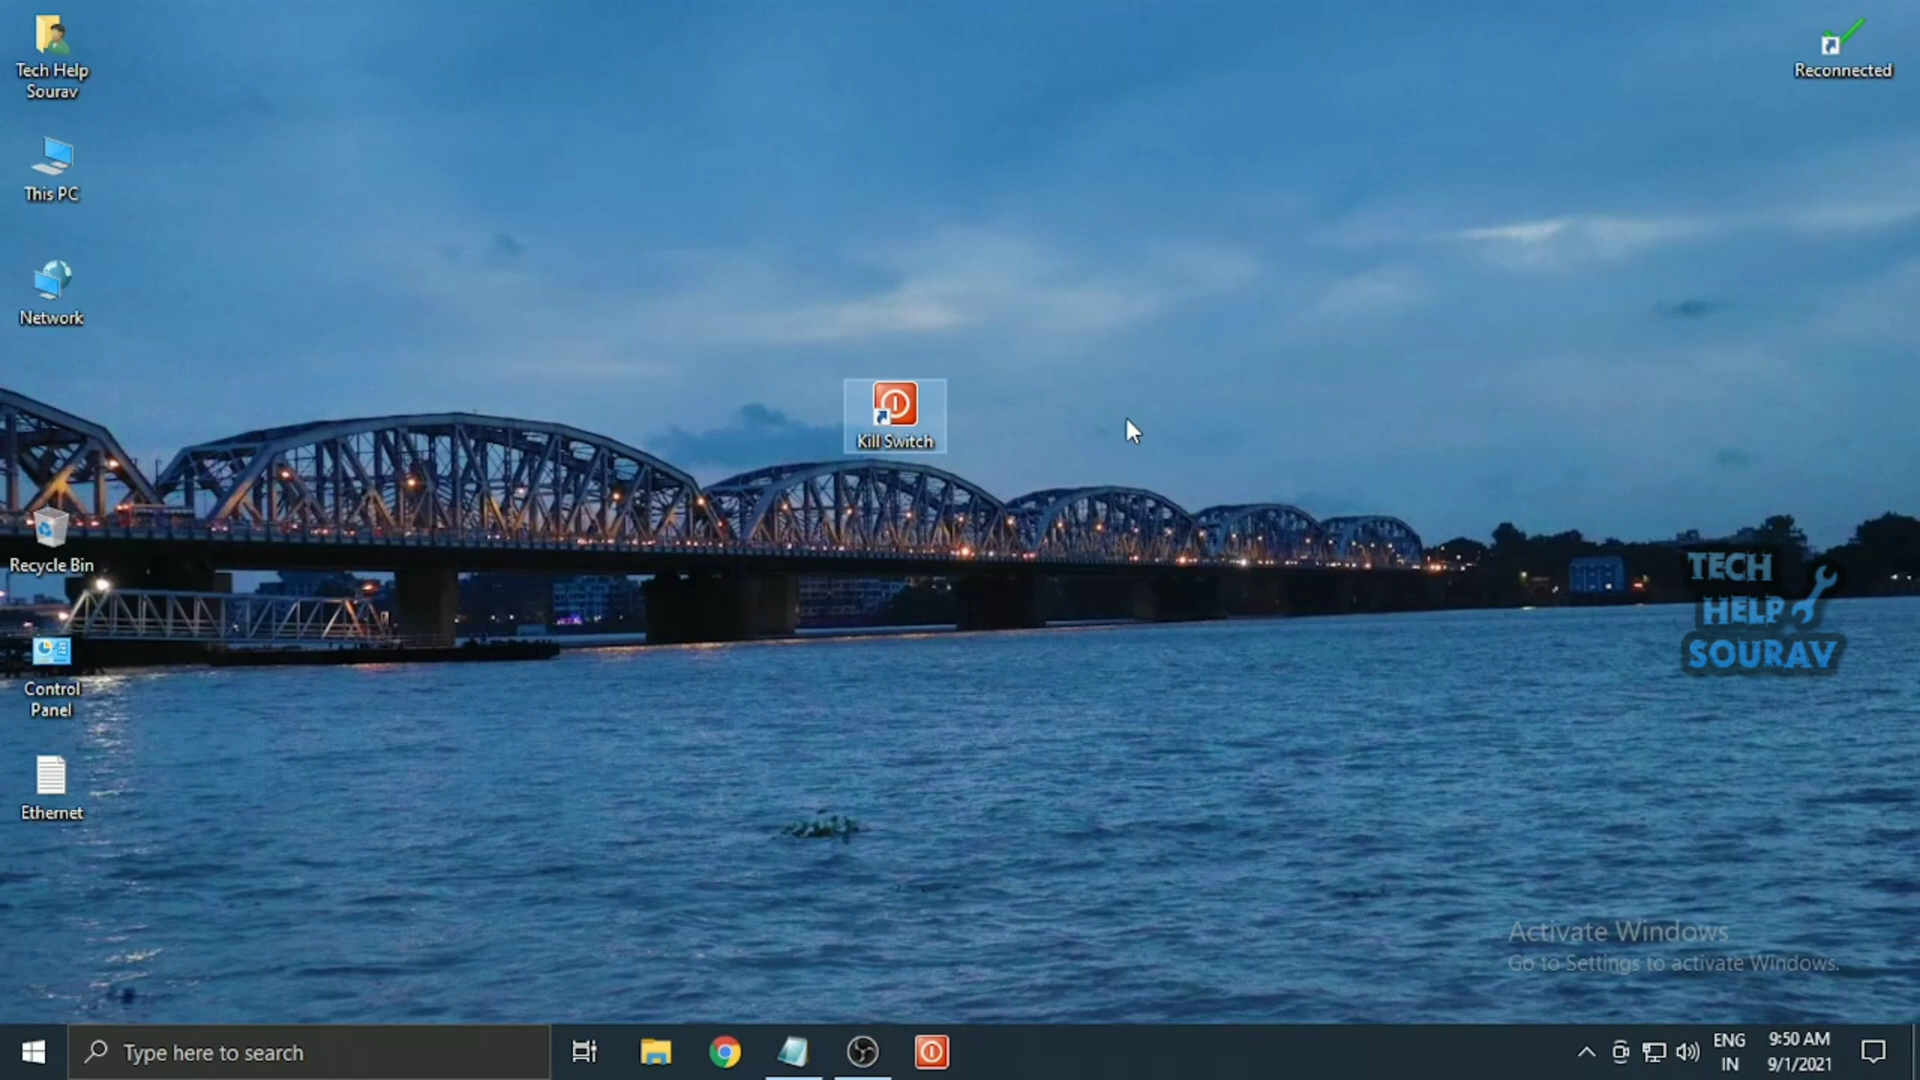 Tech Help
Sourav
Reconnected
This PC
Network
Kill Switch
Recycle Bin
TECH
HELP
SOURAV
Control
Panel
Ethernet
Activate Windows
Go to Settings to activate Windows.
Type here to search
ENG
IN
9:50 AM
9/1/2021